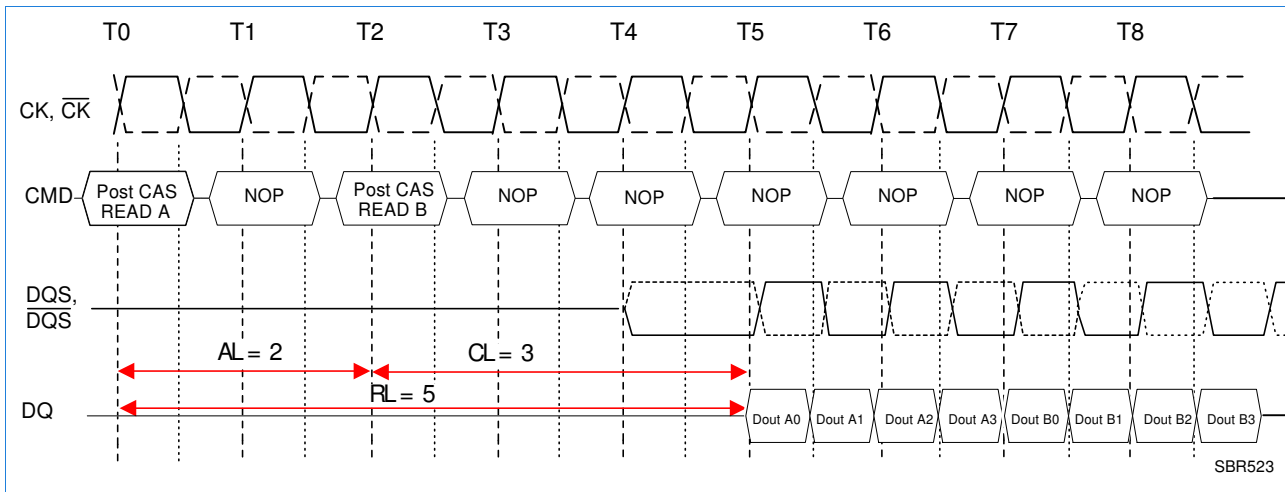 T0 T1 T2 T3 T4 T5 T6 T7 T8
CK, C̅K̅
CMD
Post CAS READ A
NOP
Post CAS READ B
NOP
NOP
NOP
NOP
NOP
NOP
DQS,
D̅Q̅S̅
AL = 2
CL = 3
RL = 5
DQ
Dout A0 Dout A1 Dout A2 Dout A3 Dout B0 Dout B1 Dout B2 Dout B3
SBR523